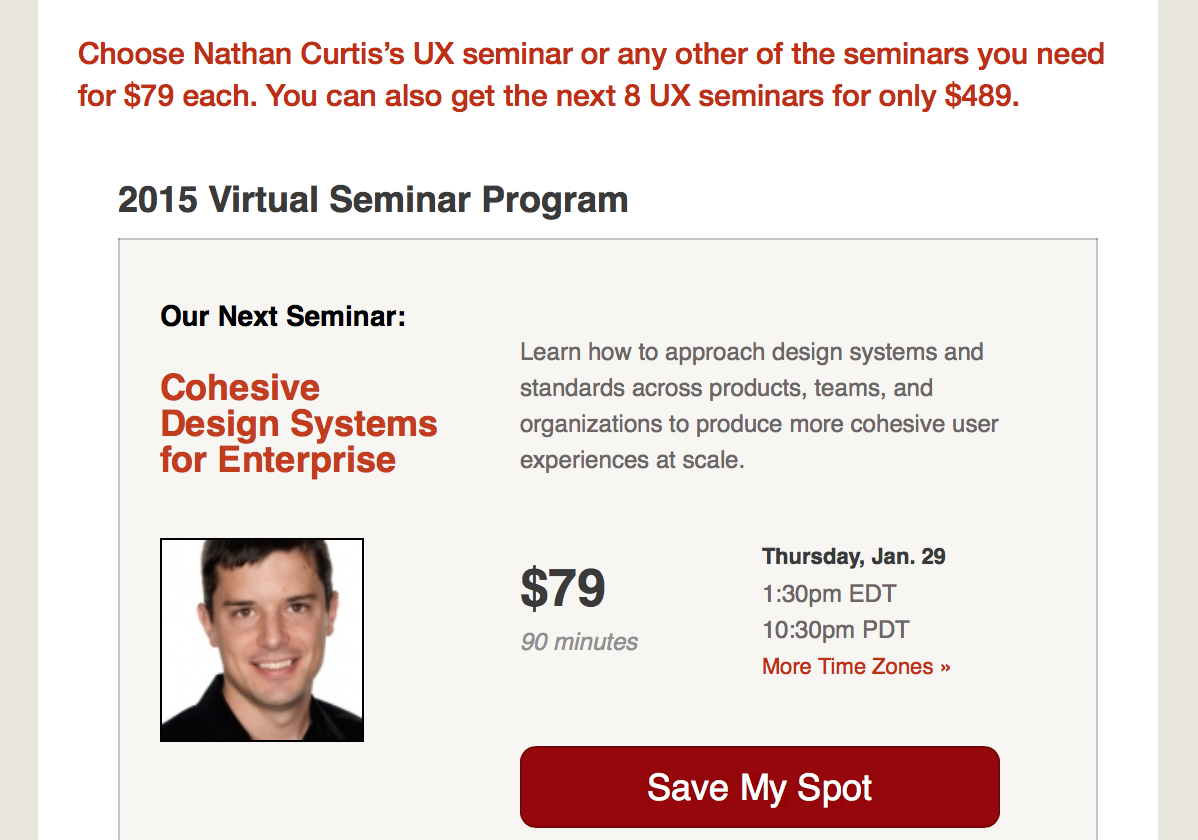 Choose Nathan Curtis’s UX seminar or any other of the seminars you need
for $79 each. You can also get the next 8 UX seminars for only $489.
2015 Virtual Seminar Program
Our Next Seminar:
Cohesive
Design Systems
for Enterprise
Learn how to approach design systems and
standards across products, teams, and
organizations to produce more cohesive user
experiences at scale.
$79
90 minutes
Thursday, Jan. 29
1:30pm EDT
10:30pm PDT
More Time Zones »
Save My Spot